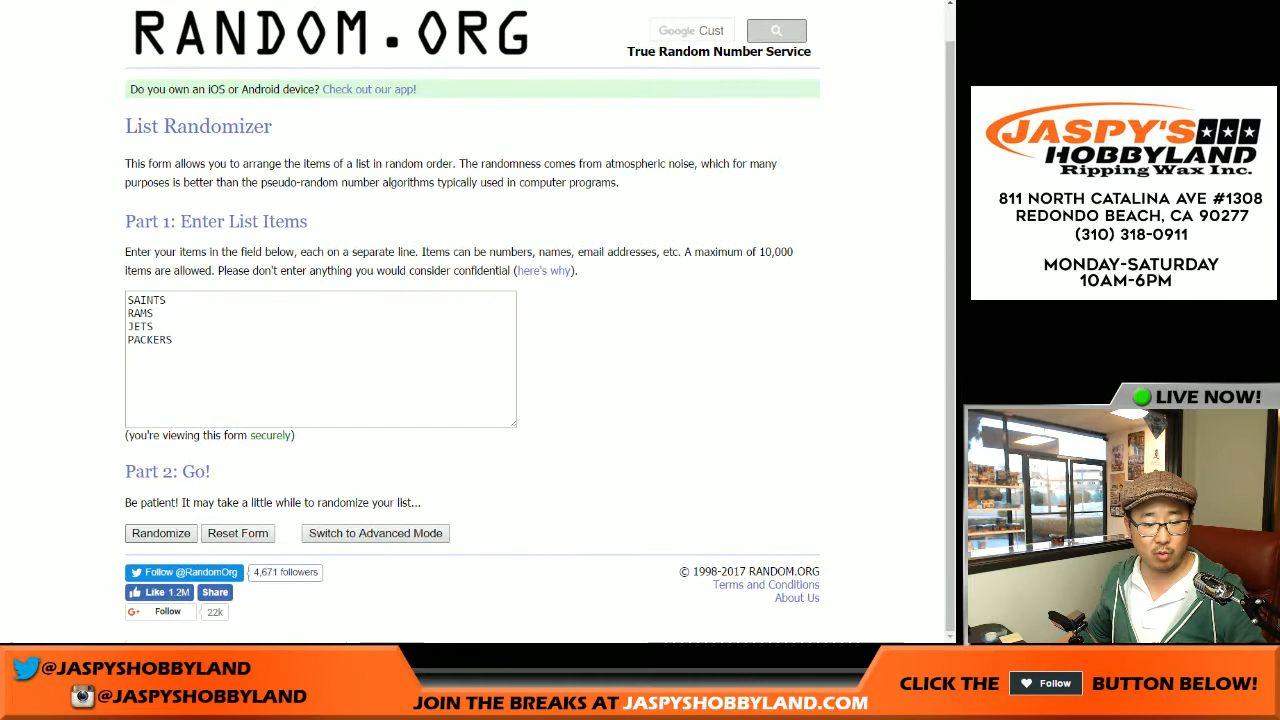 RANDOM.ORG
Google Cust
True Random Number Service
Do you own an iOS or Android device? Check out our app!
List Randomizer
This form allows you to arrange the items of a list in random order. The randomness comes from atmospheric noise, which for many
purposes is better than the pseudo-random number algorithms typically used in computer programs.
Part 1: Enter List Items
Enter your items in the field below, each on a separate line. Items can be numbers, names, email addresses, etc. A maximum of 10,000
items are allowed. Please don't enter anything you would consider confidential (here's why).
SAINTS
RAMS
JETS
PACKERS
(you're viewing this form securely)
Part 2: Go!
Be patient! It may take a little while to randomize your list...
Randomize Reset Form Switch to Advanced Mode
Follow @RandomOrg 4,671 followers
Like 1.2M Share
G+ Follow 22k
© 1998-2017 RANDOM.ORG
Terms and Conditions
About Us
JASPY'S
HOBBYLAND
Ripping Wax Inc.
811 NORTH CATALINA AVE #1308
REDONDO BEACH, CA 90277
(310) 318-0911
MONDAY-SATURDAY
10AM-6PM
LIVE NOW!
@JASPYSHOBBYLAND
@JASPYSHOBBYLAND
JOIN THE BREAKS AT JASPYSHOBBYLAND.COM
CLICK THE Follow BUTTON BELOW!